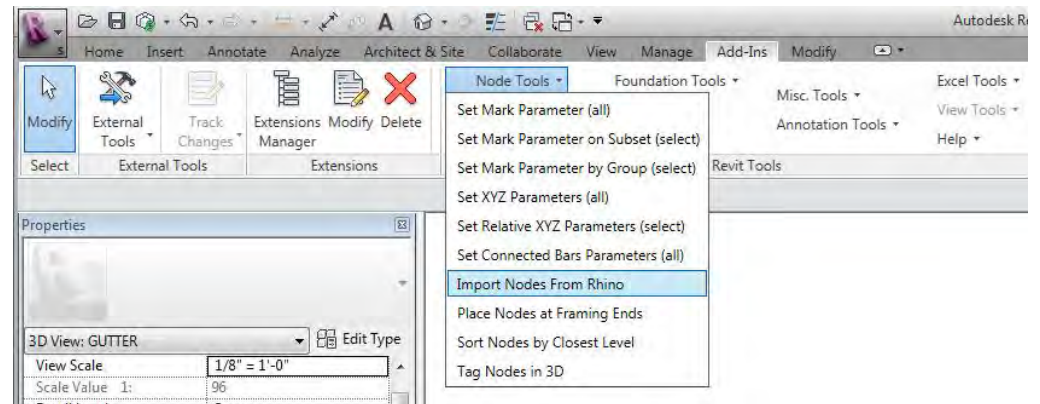 A
Autodesk R
S
Home Insert Annotate Analyze Architect & Site Collaborate View Manage Add-Ins Modify
Modify
External Tools
Track Changes
Extensions Manager
Modify
Delete
Node Tools
Foundation Tools
Misc. Tools
Annotation Tools
Excel Tools
View Tools
Help
Select
External Tools
Extensions
Revit Tools
Set Mark Parameter (all)
Set Mark Parameter on Subset (select)
Set Mark Parameter by Group (select)
Set XYZ Parameters (all)
Set Relative XYZ Parameters (select)
Set Connected Bars Parameters (all)
Import Nodes From Rhino
Place Nodes at Framing Ends
Sort Nodes by Closest Level
Tag Nodes in 3D
Properties
3D View: GUTTER
Edit Type
View Scale 1/8" = 1'-0"
Scale Value 1: 96